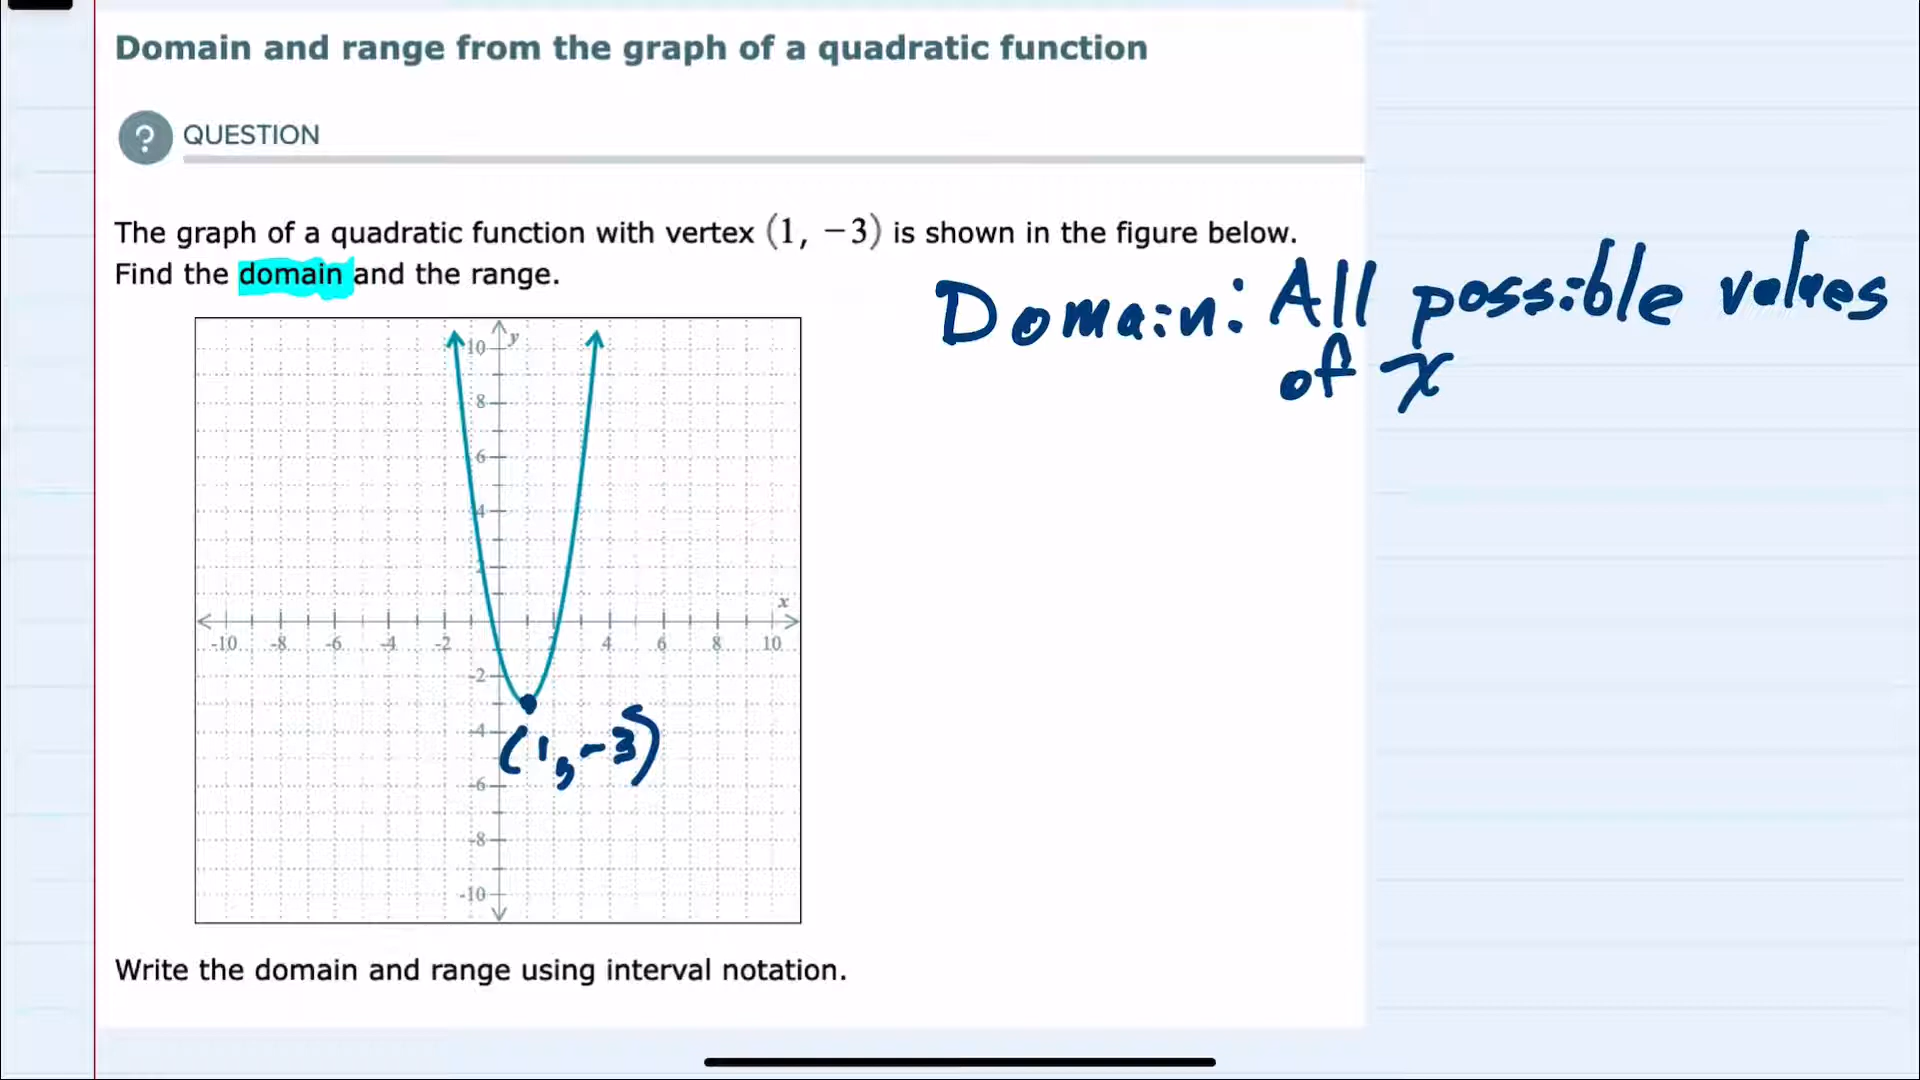 Domain and range from the graph of a quadratic function
? QUESTION
The graph of a quadratic function with vertex (1, −3) is shown in the figure below.
Find the domain and the range.
Domain: All possible values
of x
y
10
8
6
4
2
x
-10 -8 -6 -4 -2 2 4 6 8 10
-2
-4
(1, -3)
-6
-8
-10
Write the domain and range using interval notation.